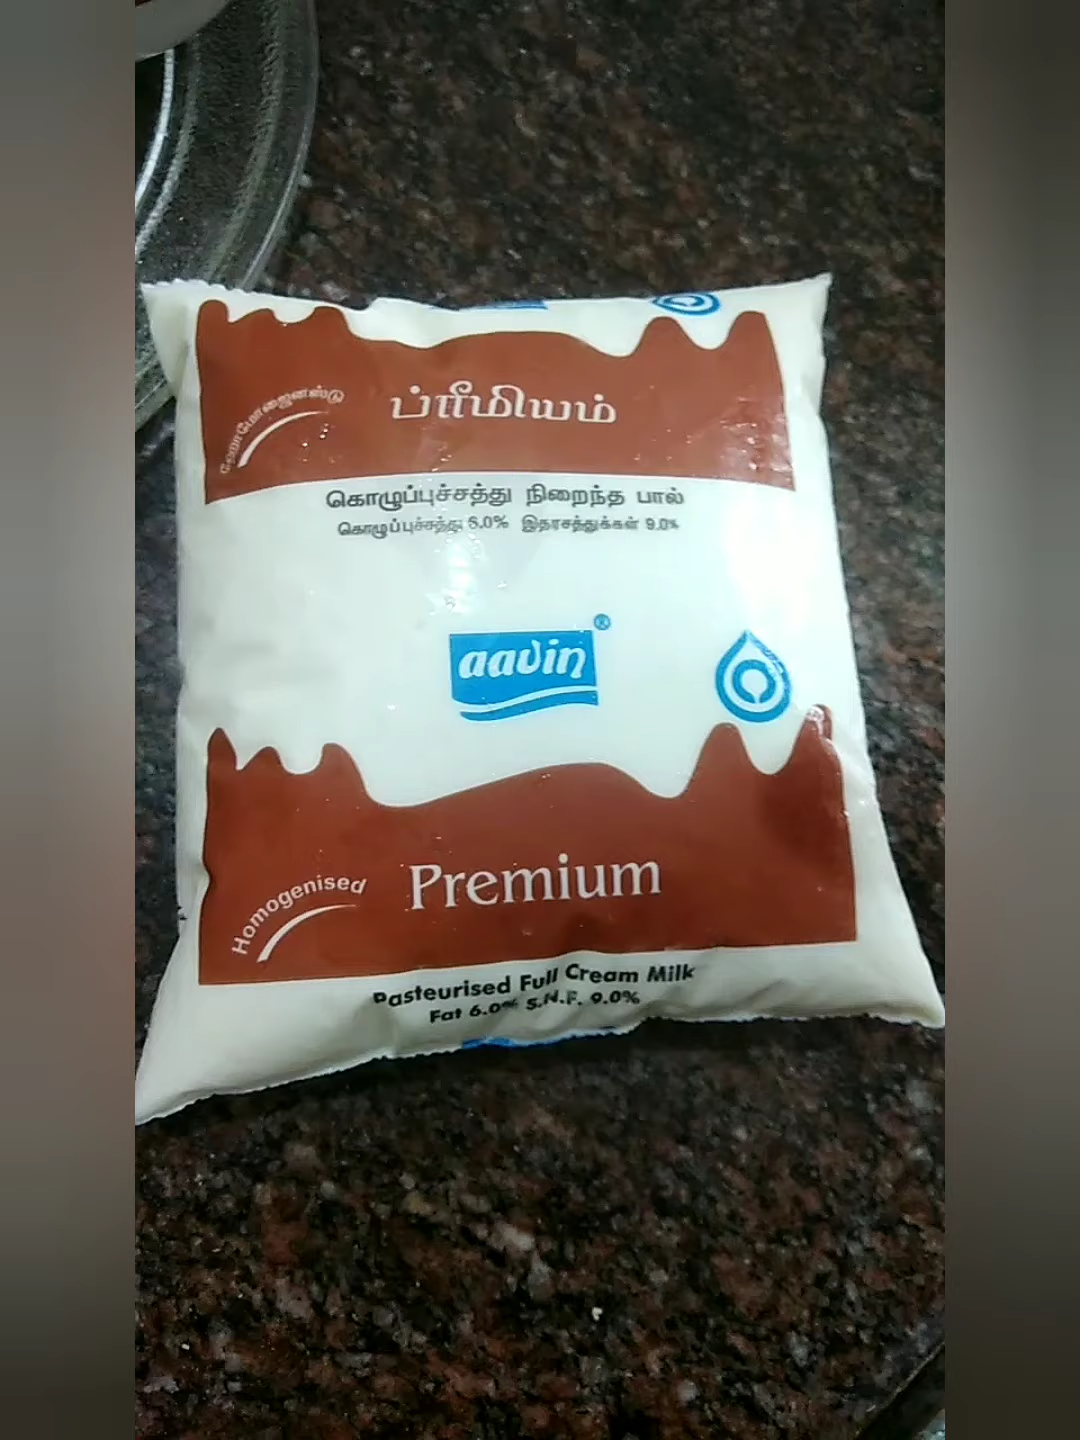 ஹோமோஜைனஸ்டு
ப்ரீமியம்
கொழுப்புச்சத்து நிறைந்த பால்
கொழுப்புச்சத்து 6.0% இதரசத்துக்கள் 9.0%
aavin®
Homogenised
Premium
Pasteurised Full Cream Milk
Fat 6.0% S.N.F. 9.0%